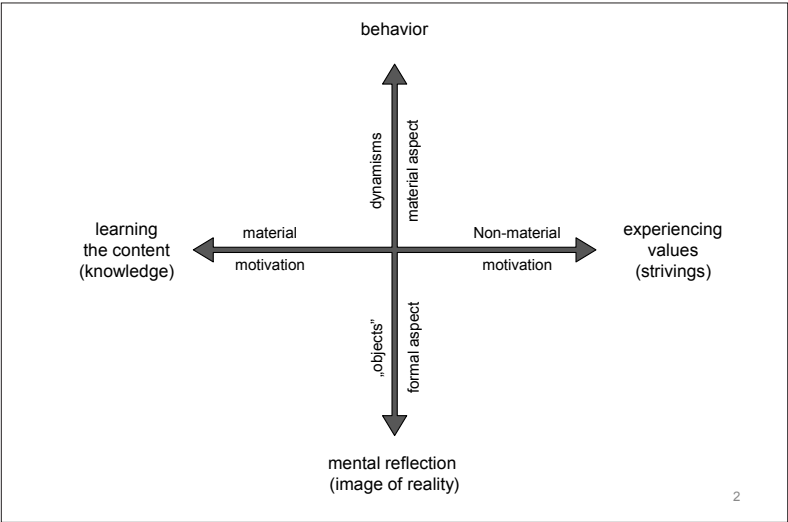 behavior
dynamisms
material aspect
learning
the content
(knowledge)
material
motivation
Non-material
motivation
experiencing
values
(strivings)
„objects”
formal aspect
mental reflection
(image of reality)
2